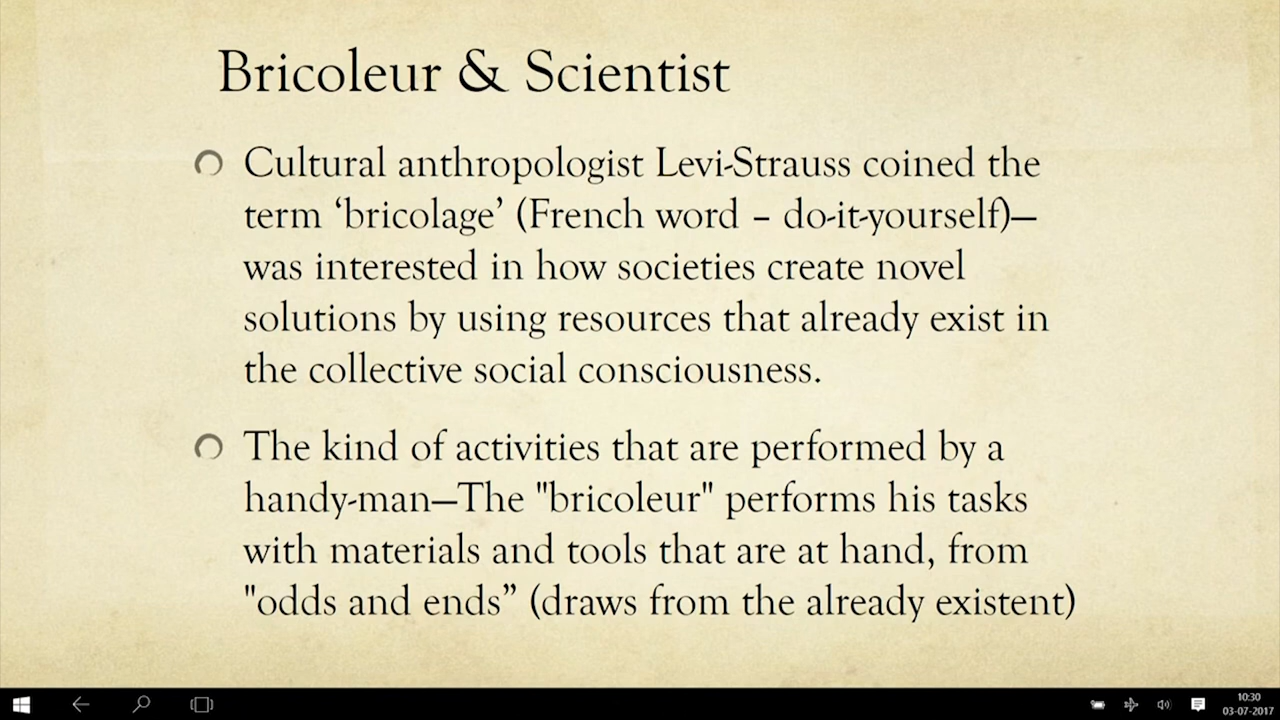 Bricoleur & Scientist
Cultural anthropologist Levi-Strauss coined the
term ‘bricolage’ (French word – do-it-yourself)—
was interested in how societies create novel
solutions by using resources that already exist in
the collective social consciousness.
The kind of activities that are performed by a
handy-man—The "bricoleur" performs his tasks
with materials and tools that are at hand, from
"odds and ends” (draws from the already existent)
10:30
03-07-2017